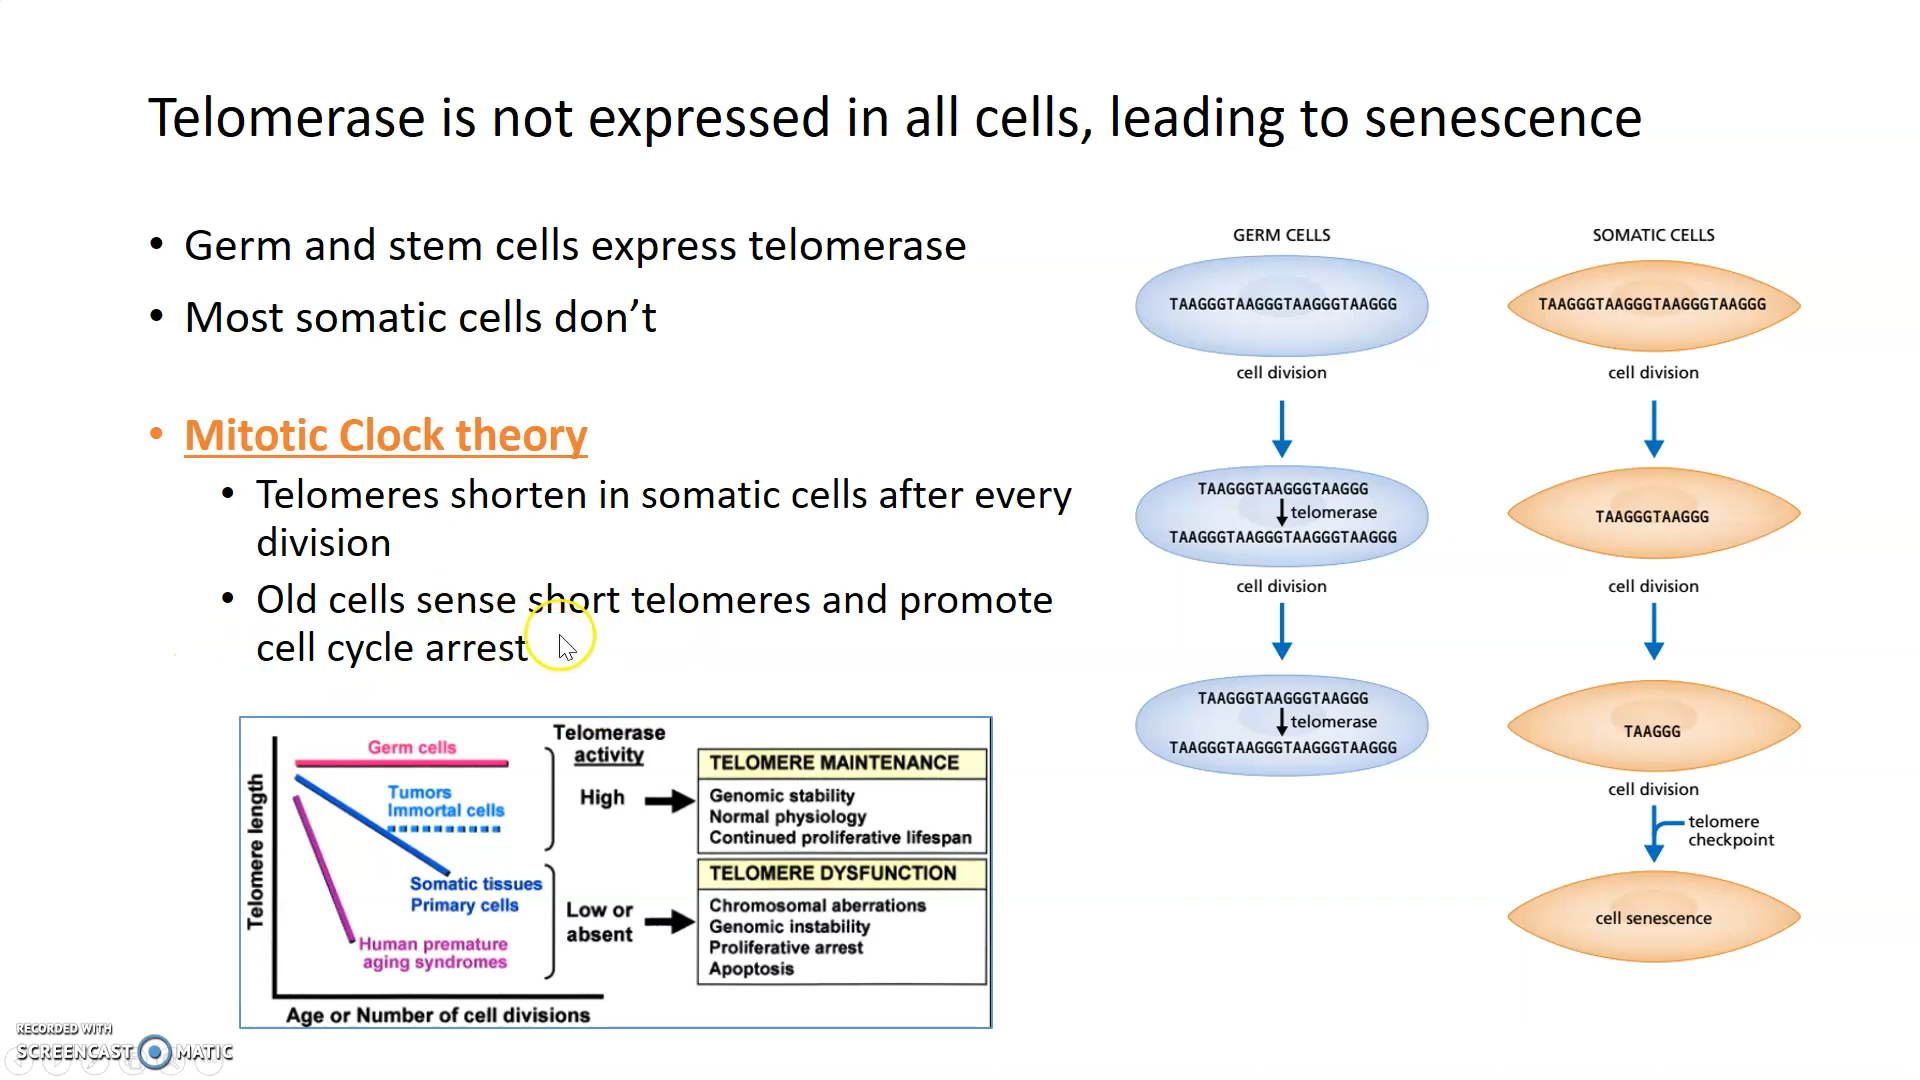 Telomerase is not expressed in all cells, leading to senescence
• Germ and stem cells express telomerase
• Most somatic cells don’t
• Mitotic Clock theory
• Telomeres shorten in somatic cells after every
division
• Old cells sense short telomeres and promote
cell cycle arrest
Telomere length
Germ cells
Tumors
Immortal cells
Somatic tissues
Primary cells
Human premature
aging syndromes
Age or Number of cell divisions
Telomerase
activity
High
Low or
absent
TELOMERE MAINTENANCE
Genomic stability
Normal physiology
Continued proliferative lifespan
TELOMERE DYSFUNCTION
Chromosomal aberrations
Genomic instability
Proliferative arrest
Apoptosis
GERM CELLS
TAAGGGTAAGGGTAAGGGTAAGGG
cell division
TAAGGGTAAGGGTAAGGG
telomerase
TAAGGGTAAGGGTAAGGGTAAGGG
cell division
TAAGGGTAAGGGTAAGGG
telomerase
TAAGGGTAAGGGTAAGGGTAAGGG
SOMATIC CELLS
TAAGGGTAAGGGTAAGGGTAAGGG
cell division
TAAGGGTAAGGG
cell division
TAAGGG
cell division
telomere
checkpoint
cell senescence
RECORDED WITH
SCREENCAST MATIC